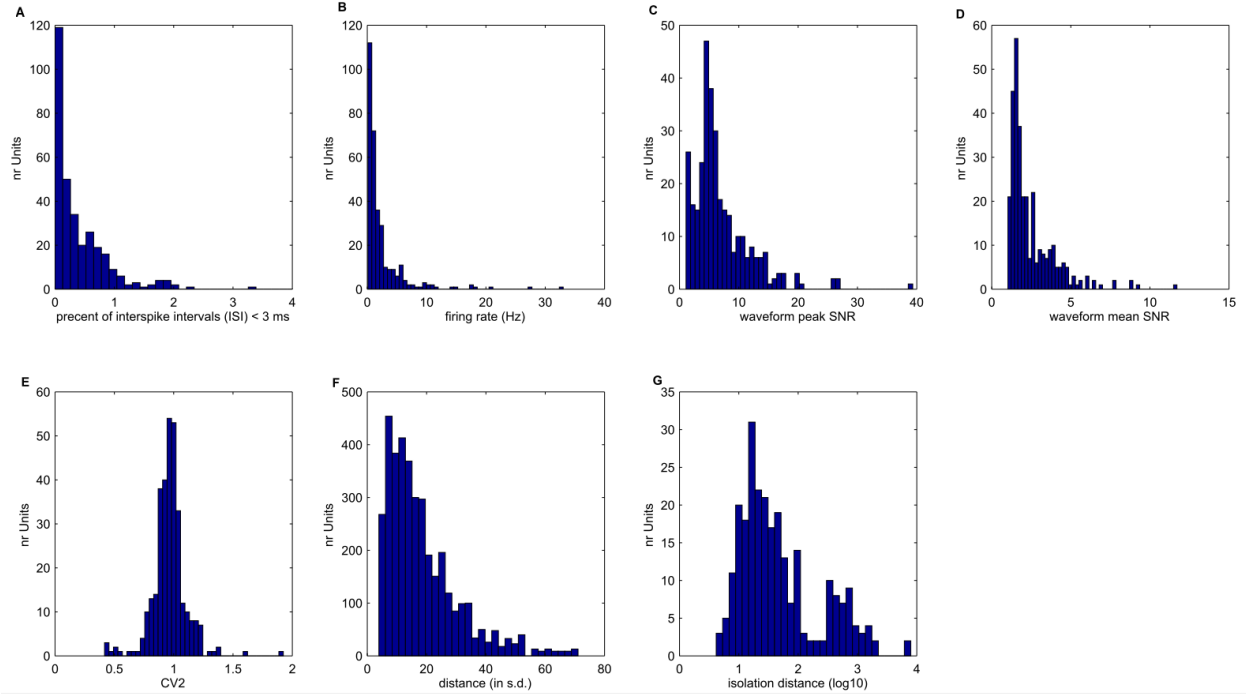 A
120
100
80
60
40
20
0
nr Units
0 1 2 3 4
precent of interspike intervals (ISI) < 3 ms
B
120
100
80
60
40
20
0
nr Units
0 10 20 30 40
firing rate (Hz)
C
50
40
30
20
10
0
nr Units
0 10 20 30 40
waveform peak SNR
D
60
50
40
30
20
10
0
nr Units
0 5 10 15
waveform mean SNR
E
60
50
40
30
20
10
0
nr Units
0 0.5 1 1.5 2
CV2
F
500
400
300
200
100
0
nr Units
0 20 40 60 80
distance (in s.d.)
G
35
30
25
20
15
10
5
0
nr Units
0 1 2 3 4
isolation distance (log10)